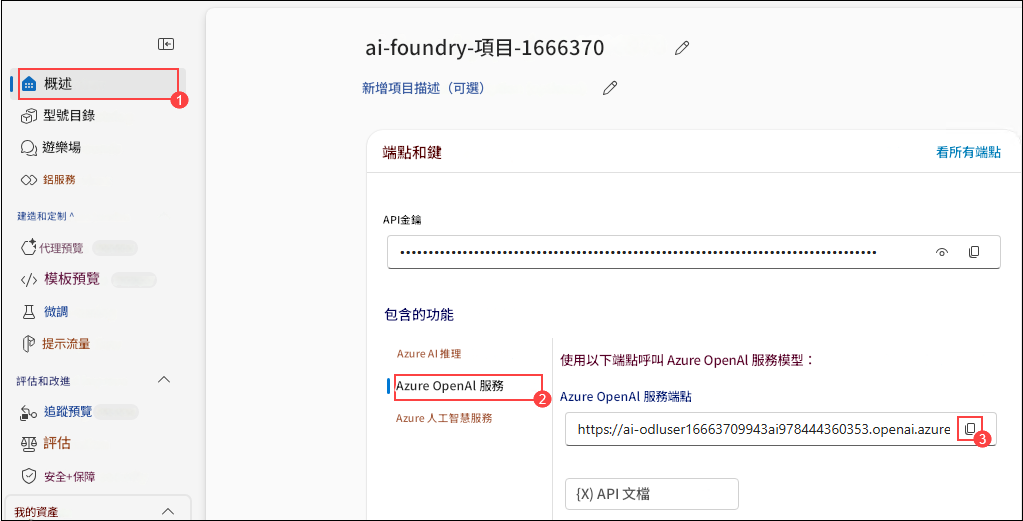 ai-foundry-項目-1666370
新增項目描述（可選）
概述
1
型號目錄
遊樂場
鋁服務
建造和定制 ^
代理預覽
模板預覽
微調
提示流量
評估和改進
追蹤預覽
評估
安全+保障
我的資產
端點和鍵
看所有端點
API金鑰
••••••••••••••••••••••••••••••••••••••••••••••••••••••••••••••••••••••••••••••••••••
包含的功能
Azure AI 推理
Azure OpenAl 服務
2
Azure 人工智慧服務
使用以下端點呼叫 Azure OpenAl 服務模型：
Azure OpenAl 服務端點
https://ai-odluser16663709943ai978444360353.openai.azure
3
{X) API 文檔